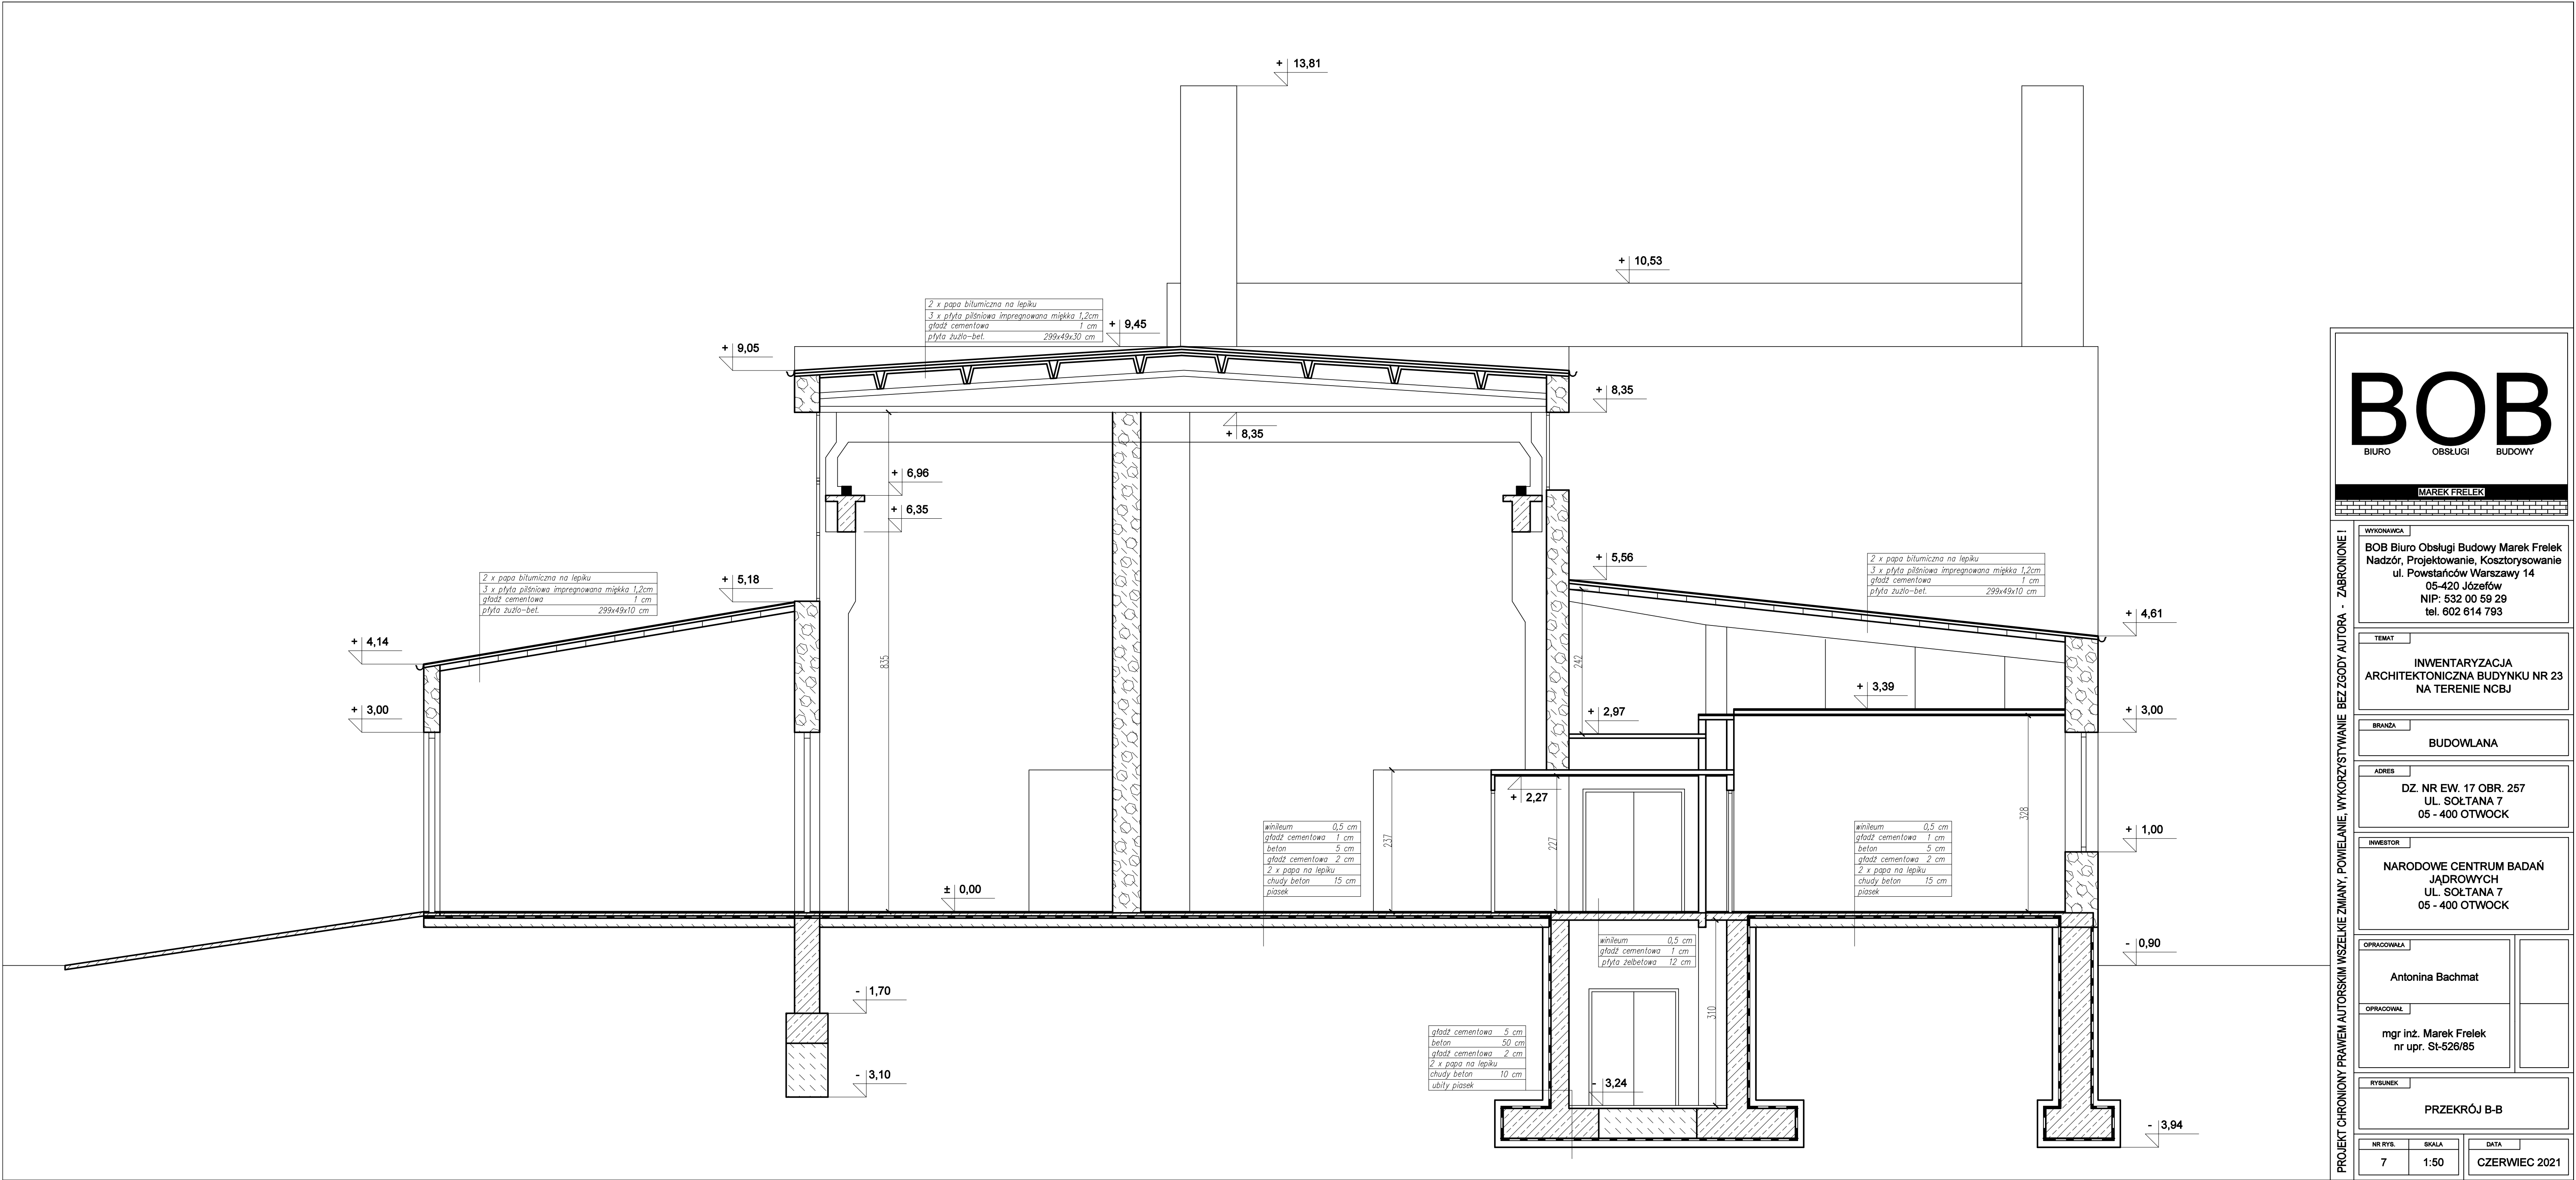 + 13,81
+ 10,53
2 x papa bitumiczna na lepiku
3 x płyta pilśniowa impregnowana miękka 1,2cm
gładź cementowa 1 cm
płyta żużlo-bet. 299x49x30 cm
+ 9,45
+ 9,05
+ 8,35
+ 8,35
+ 6,96
+ 6,35
835
2 x papa bitumiczna na lepiku
3 x płyta pilśniowa impregnowana miękka 1,2cm
gładź cementowa 1 cm
płyta żużlo-bet. 299x49x10 cm
+ 5,18
+ 4,14
+ 3,00
+ 5,56
2 x papa bitumiczna na lepiku
3 x płyta pilśniowa impregnowana miękka 1,2cm
gładź cementowa 1 cm
płyta żużlo-bet. 299x49x10 cm
+ 4,61
242
+ 3,39
+ 2,97
+ 3,00
+ 2,27
237
227
328
+ 1,00
winileum 0,5 cm
gładź cementowa 1 cm
beton 5 cm
gładź cementowa 2 cm
2 x papa na lepiku
chudy beton 15 cm
piasek
winileum 0,5 cm
gładź cementowa 1 cm
beton 5 cm
gładź cementowa 2 cm
2 x papa na lepiku
chudy beton 15 cm
piasek
± 0,00
winileum 0,5 cm
gładź cementowa 1 cm
płyta żelbetowa 12 cm
- 0,90
- 1,70
310
gładź cementowa 5 cm
beton 50 cm
gładź cementowa 2 cm
2 x papa na lepiku
chudy beton 10 cm
ubity piasek
- 3,10
- 3,24
- 3,94
BOB
BIURO OBSŁUGI BUDOWY
MAREK FRELEK
PROJEKT CHRONIONY PRAWEM AUTORSKIM WSZELKIE ZMIANY, POWIELANIE, WYKORZYSTYWANIE BEZ ZGODY AUTORA - ZABRONIONE !
WYKONAWCA
BOB Biuro Obsługi Budowy Marek Frelek
Nadzór, Projektowanie, Kosztorysowanie
ul. Powstańców Warszawy 14
05-420 Józefów
NIP: 532 00 59 29
tel. 602 614 793
TEMAT
INWENTARYZACJA
ARCHITEKTONICZNA BUDYNKU NR 23
NA TERENIE NCBJ
BRANŻA
BUDOWLANA
ADRES
DZ. NR EW. 17 OBR. 257
UL. SOŁTANA 7
05 - 400 OTWOCK
INWESTOR
NARODOWE CENTRUM BADAŃ
JĄDROWYCH
UL. SOŁTANA 7
05 - 400 OTWOCK
OPRACOWAŁA
Antonina Bachmat
OPRACOWAŁ
mgr inż. Marek Frelek
nr upr. St-526/85
RYSUNEK
PRZEKRÓJ B-B
NR RYS. SKALA DATA
7 1:50 CZERWIEC 2021